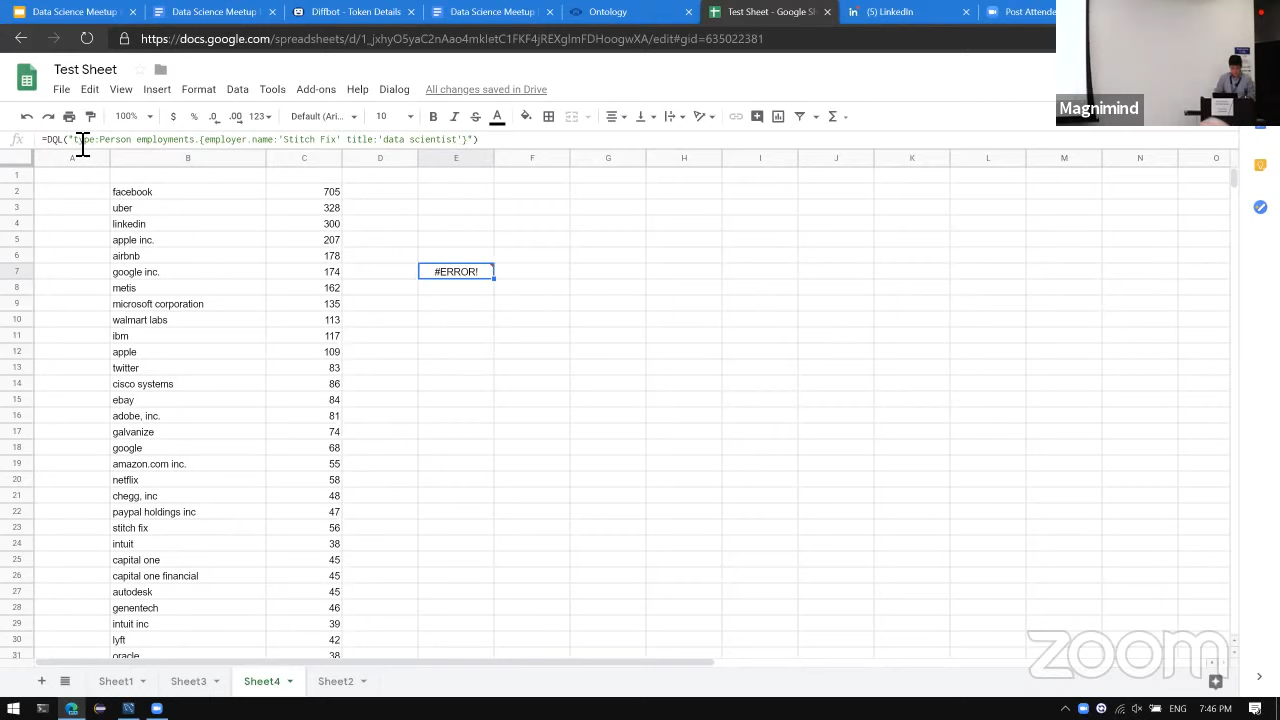 Data Science Meetup
Data Science Meetup
Diffbot - Token Details
Data Science Meetup
Ontology
Test Sheet - Google Sh
(5) LinkedIn
Post Attende
https://docs.google.com/spreadsheets/d/1_jxhyO5yaC2nAao4mkIetC1FKF4jREXglmFDHoogwXA/edit#gid=635022381
Magnimind
Test Sheet
File Edit View Insert Format Data Tools Add-ons Help Dialog All changes saved in Drive
100% $ % .0 .00 123 Default (Ari... 10 B I S A
fx =DQL("type:Person employments.{employer.name:'Stitch Fix' title:'data scientist'}")
A B C D E F G H I J K L M N O
1
2 facebook 705
3 uber 328
4 linkedin 300
5 apple inc. 207
6 airbnb 178
7 google inc. 174 #ERROR!
8 metis 162
9 microsoft corporation 135
10 walmart labs 113
11 ibm 117
12 apple 109
13 twitter 83
14 cisco systems 86
15 ebay 84
16 adobe, inc. 81
17 galvanize 74
18 google 68
19 amazon.com inc. 55
20 netflix 58
21 chegg, inc 48
22 paypal holdings inc 47
23 stitch fix 56
24 intuit 38
25 capital one 45
26 capital one financial 45
27 autodesk 45
28 genentech 46
29 intuit inc 39
30 lyft 42
31 oracle 38
zoom
Sheet1 Sheet3 Sheet4 Sheet2
ENG 7:46 PM